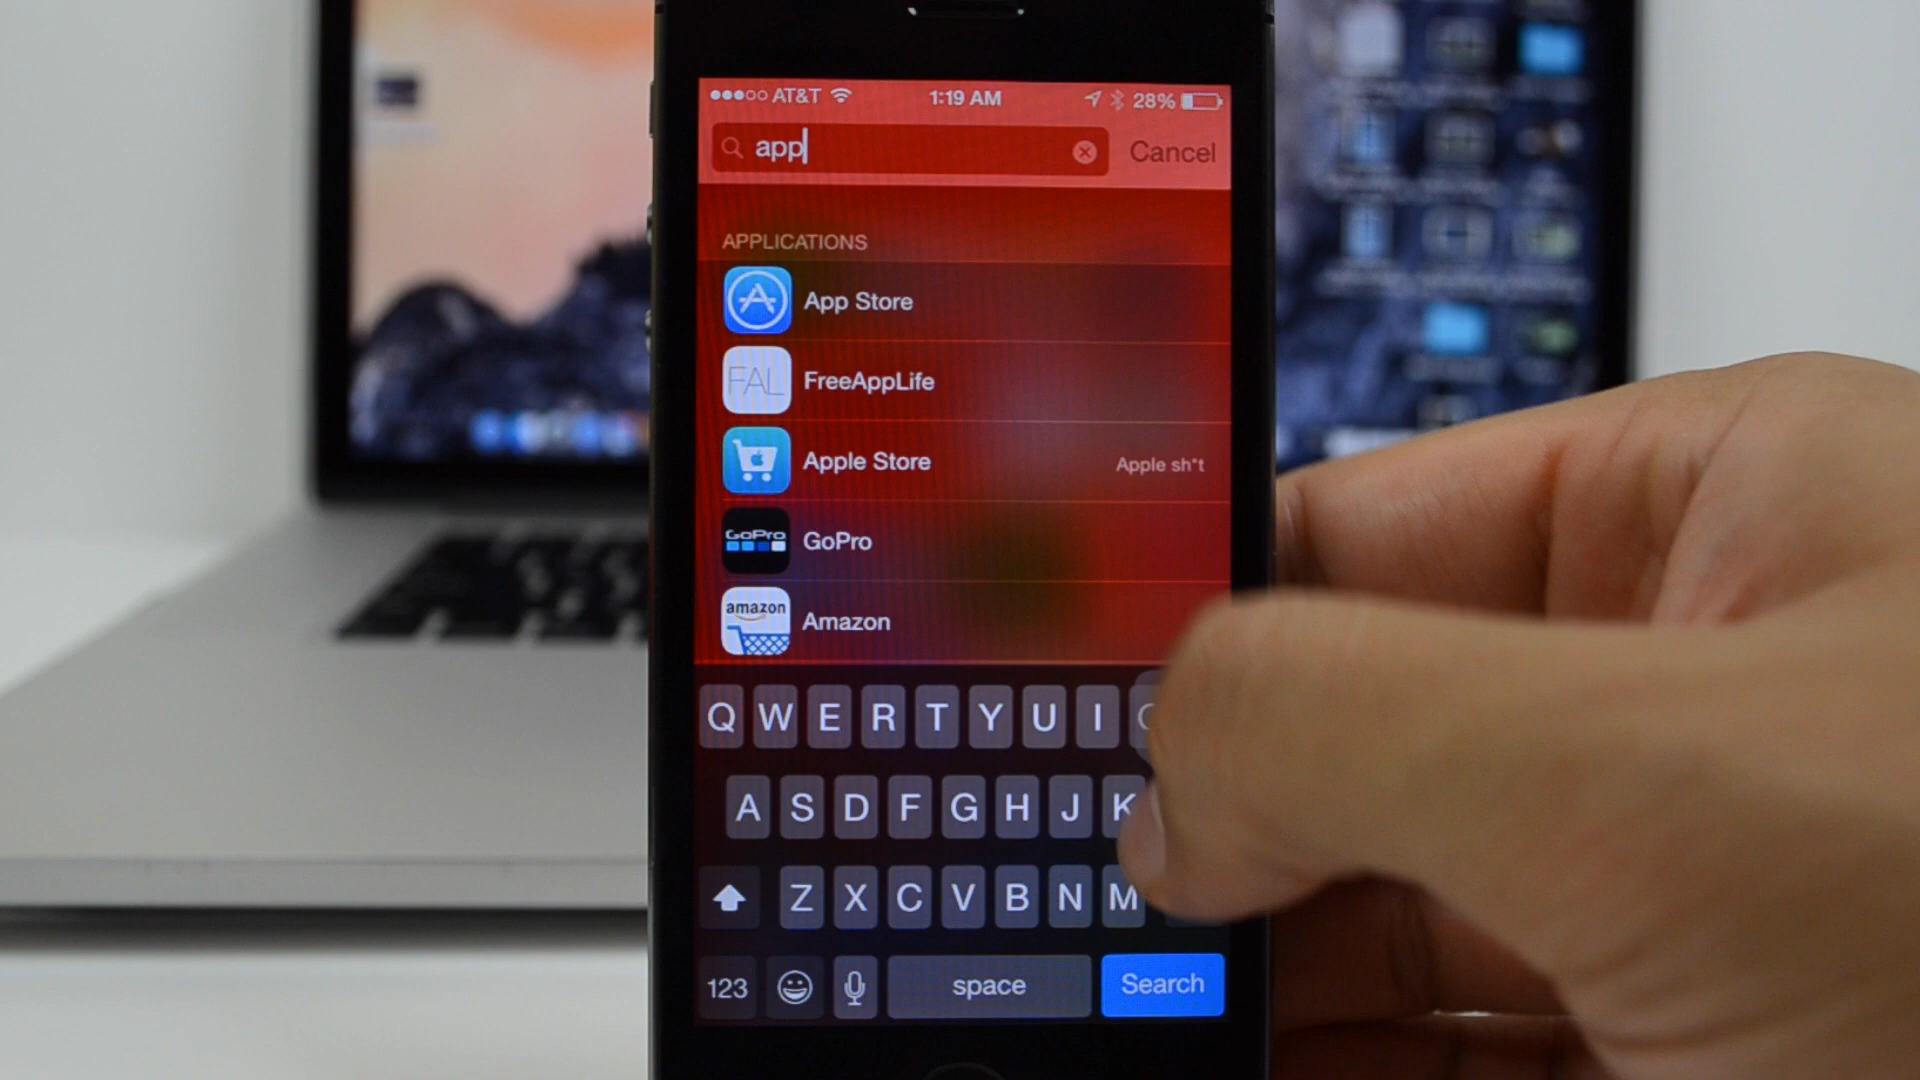 AT&T 1:19 AM 28%
app Cancel
APPLICATIONS
App Store
FAL FreeAppLife
Apple Store Apple sh*t
GoPro GoPro
amazon Amazon
Q W E R T Y U I
A S D F G H J K
Z X C V B N M
123 space Search